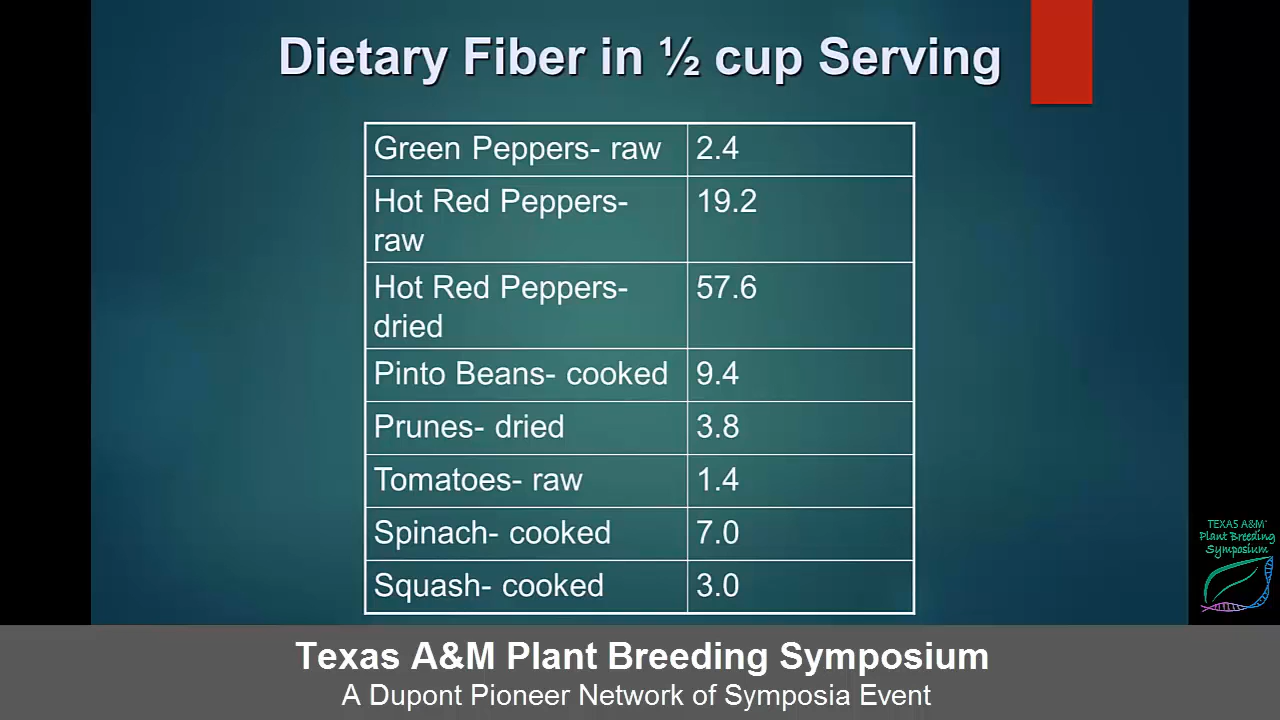 Dietary Fiber in ½ cup Serving
Green Peppers- raw 2.4
Hot Red Peppers- 19.2
raw
Hot Red Peppers- 57.6
dried
Pinto Beans- cooked 9.4
Prunes- dried 3.8
Tomatoes- raw 1.4
Spinach- cooked 7.0
Squash- cooked 3.0
TEXAS A&M
Plant Breeding
Symposium
Texas A&M Plant Breeding Symposium
A Dupont Pioneer Network of Symposia Event